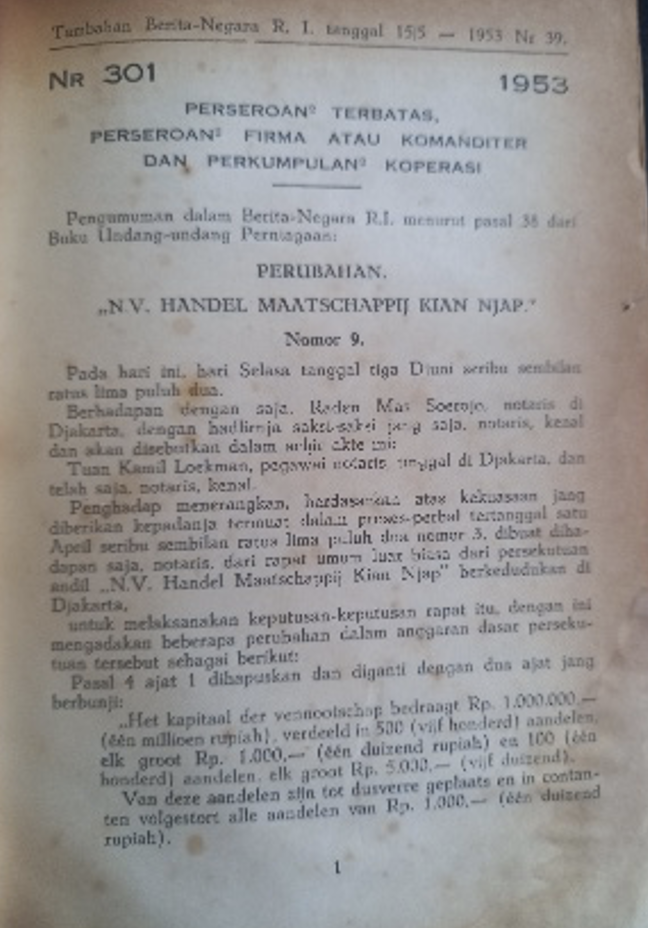 Tambahan Berita-Negara R. I. tanggal 15/5 — 1953 Nr 39.
NR 301 1953
PERSEROAN² TERBATAS,
PERSEROAN² FIRMA ATAU KOMANDITER
DAN PERKUMPULAN² KOPERASI
Pengumuman dalam Berita-Negara R.I. menurut pasal 38 dari
Buku Undang-undang Perniagaan:
PERUBAHAN.
„N.V. HANDEL MAATSCHAPPIJ KIAN NJAP."
Nomor 9.
Pada hari ini, hari Selasa tanggal tiga Djuni seribu sembilan
ratus lima puluh dua.
Berhadapan dengan saja, Raden Mas Soerojo, notaris di
Djakarta, dengan hadlirnja saksi-saksi jang saja, notaris, kenal
dan akan disebutkan dalam achir akte ini:
Tuan Kamil Loekman, pegawai notaris, tinggal di Djakarta, dan
telah saja, notaris, kenal.
Penghadap menerangkan, berdasarkan atas kekuasaan jang
diberikan kepadanja termuat dalam proses-perbal tertanggal satu
April seribu sembilan ratus lima puluh dua nomor 3, dibuat diha-
dapan saja, notaris, dari rapat umum luar biasa dari persekutuan
andil „N.V. Handel Maatschappij Kian Njap" berkedudukan di
Djakarta,
untuk melaksanakan keputusan-keputusan rapat itu, dengan ini
mengadakan beberapa perubahan dalam anggaran dasar perseku-
tuan tersebut sebagai berikut:
Pasal 4 ajat 1 dihapuskan dan diganti dengan dua ajat jang
berbunji:
„Het kapitaal der vennootschap bedraagt Rp. 1.000.000,—
(één millioen rupiah), verdeeld in 500 (vijf honderd) aandelen,
elk groot Rp. 1.000,— (één duizend rupiah) en 100 (één
honderd) aandelen, elk groot Rp. 5.000,— (vijf duizend).
Van deze aandelen zijn tot dusverre geplaats en in contan-
ten volgestort alle aandelen van Rp. 1.000,— (één duizend
rupiah).
1